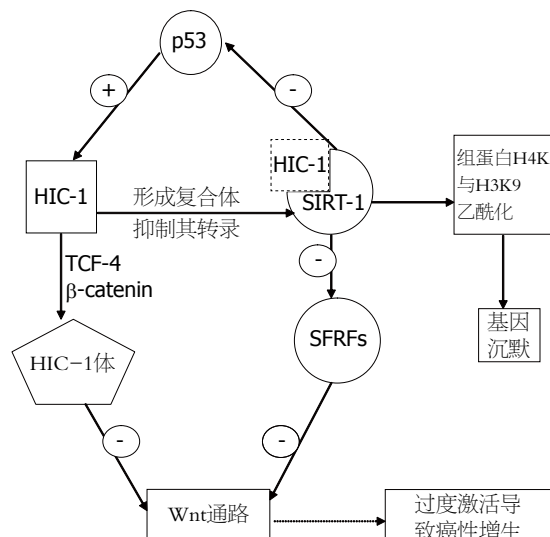 p53
+
-
HIC-1
组蛋白H4K
与H3K9
乙酰化
HIC-1
形成复合体
抑制其转录
SIRT-1
-
TCF-4
β-catenin
基因
沉默
HIC-1体
SFRFs
-
-
Wnt通路
过度激活导
致癌性增生